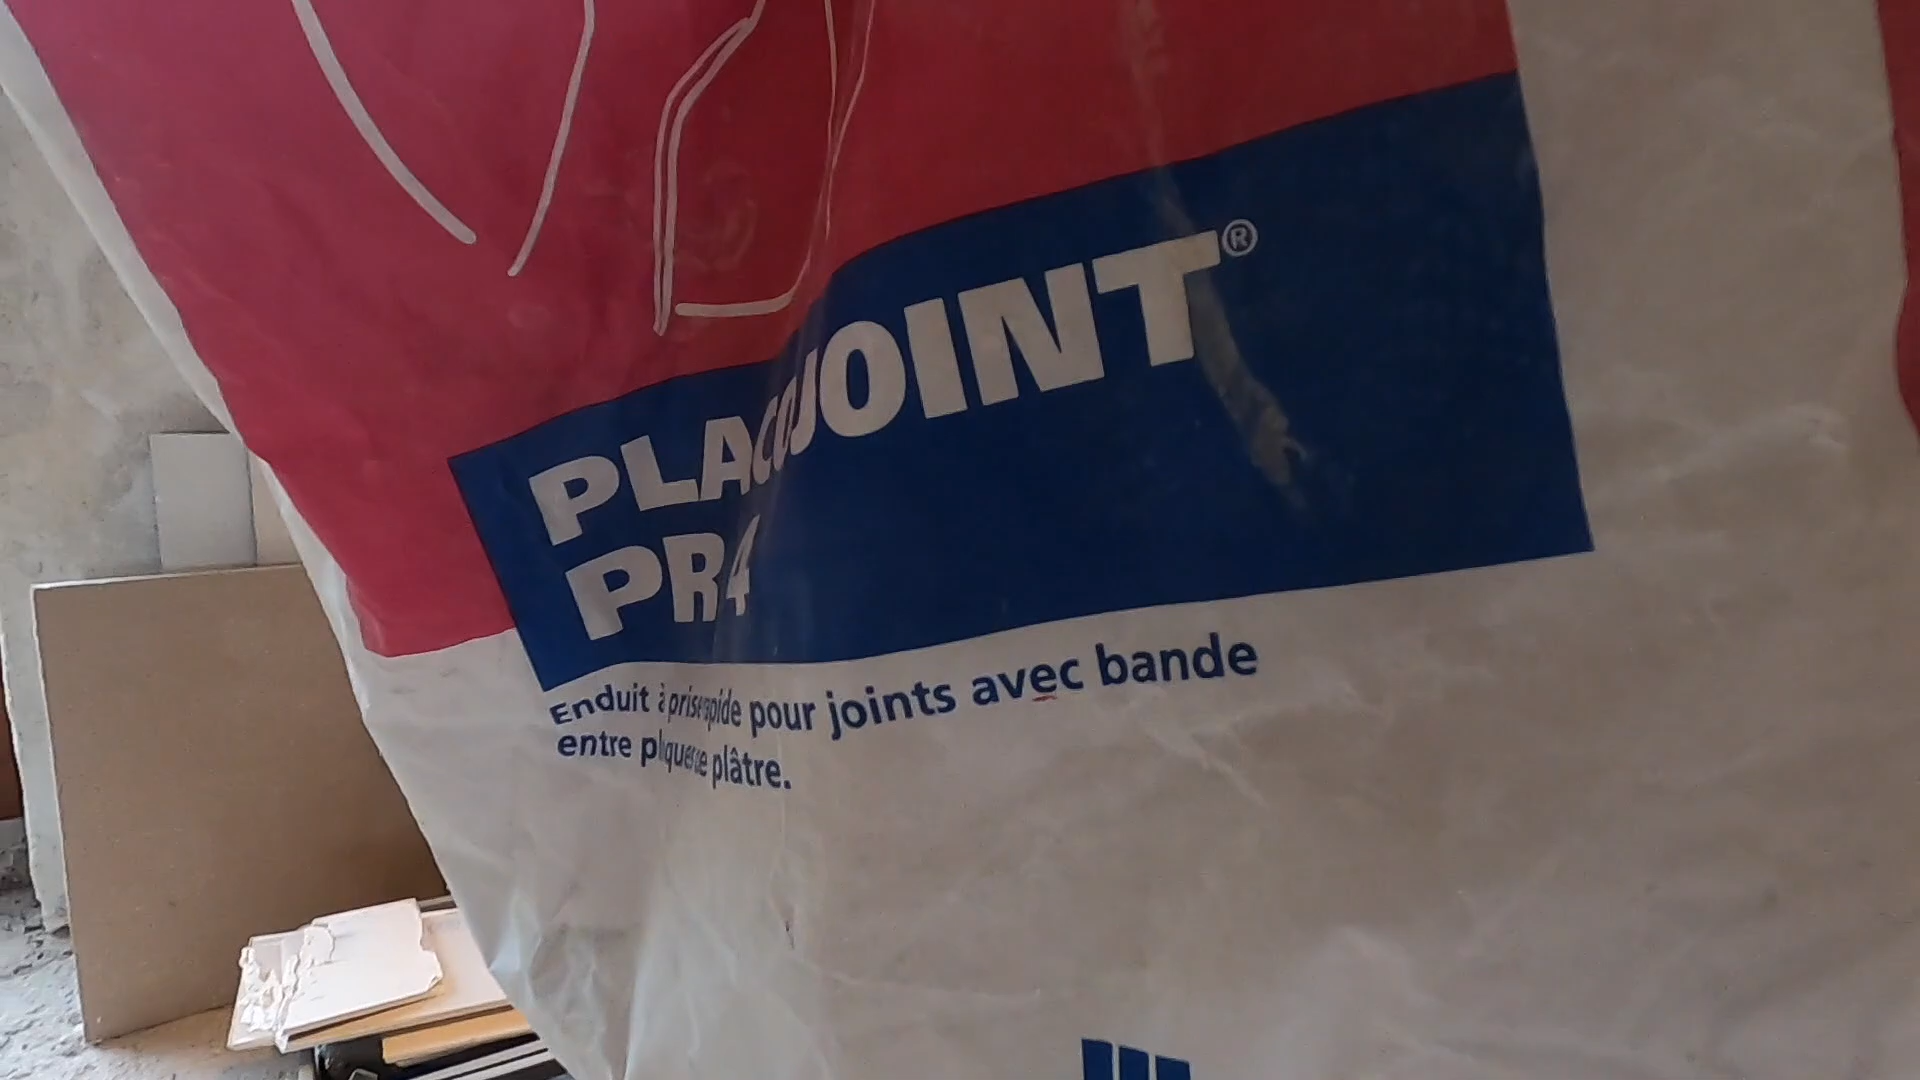 PLACOJOINT®
PR4
Enduit à prise rapide pour joints avec bande
entre plaques de plâtre.